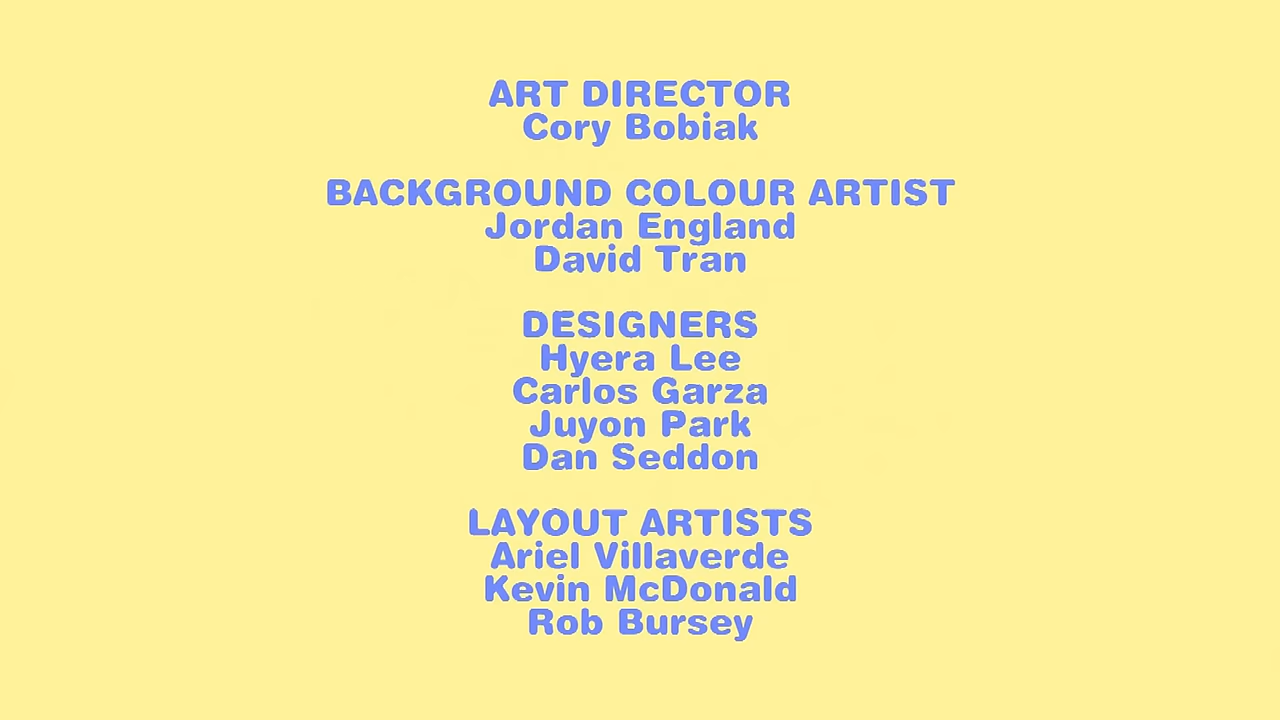 ART DIRECTOR
Cory Bobiak
BACKGROUND COLOUR ARTIST
Jordan England
David Tran
DESIGNERS
Hyera Lee
Carlos Garza
Juyon Park
Dan Seddon
LAYOUT ARTISTS
Ariel Villaverde
Kevin McDonald
Rob Bursey